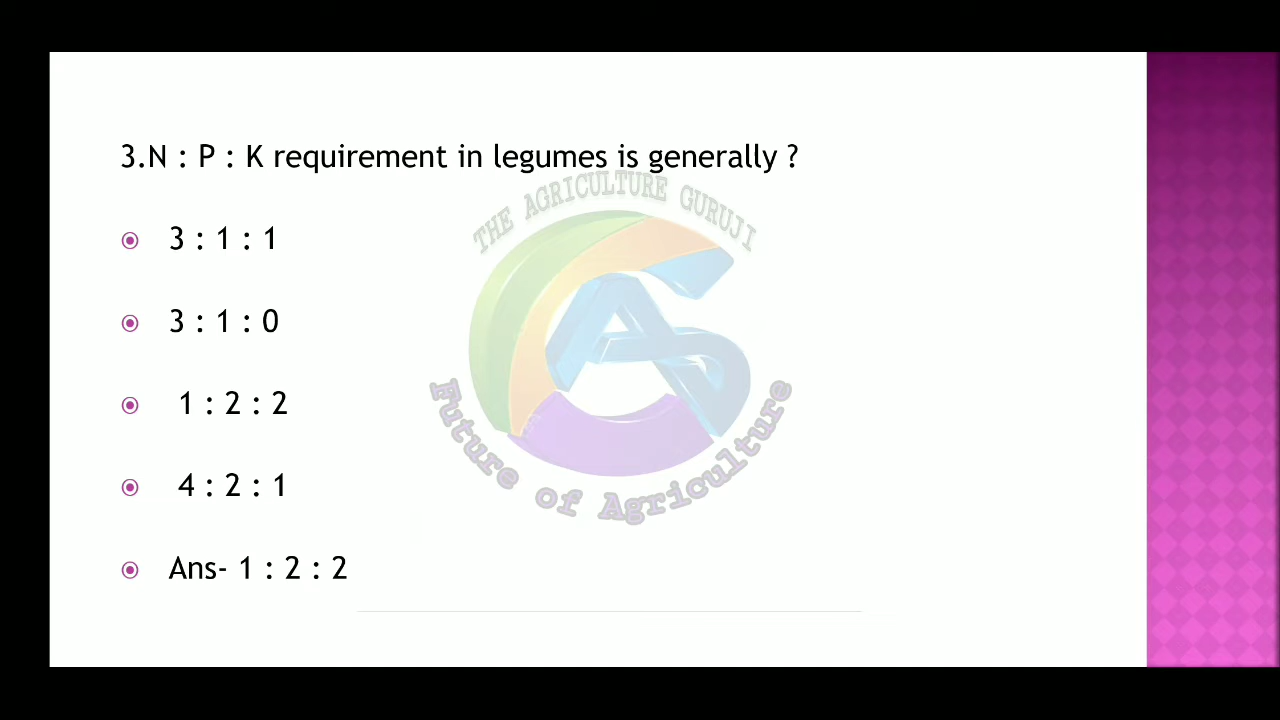 3.N : P : K requirement in legumes is generally ?
THE AGRICULTURE GURUJI
3 : 1 : 1
3 : 1 : 0
1 : 2 : 2
4 : 2 : 1
Future of Agriculture
Ans- 1 : 2 : 2